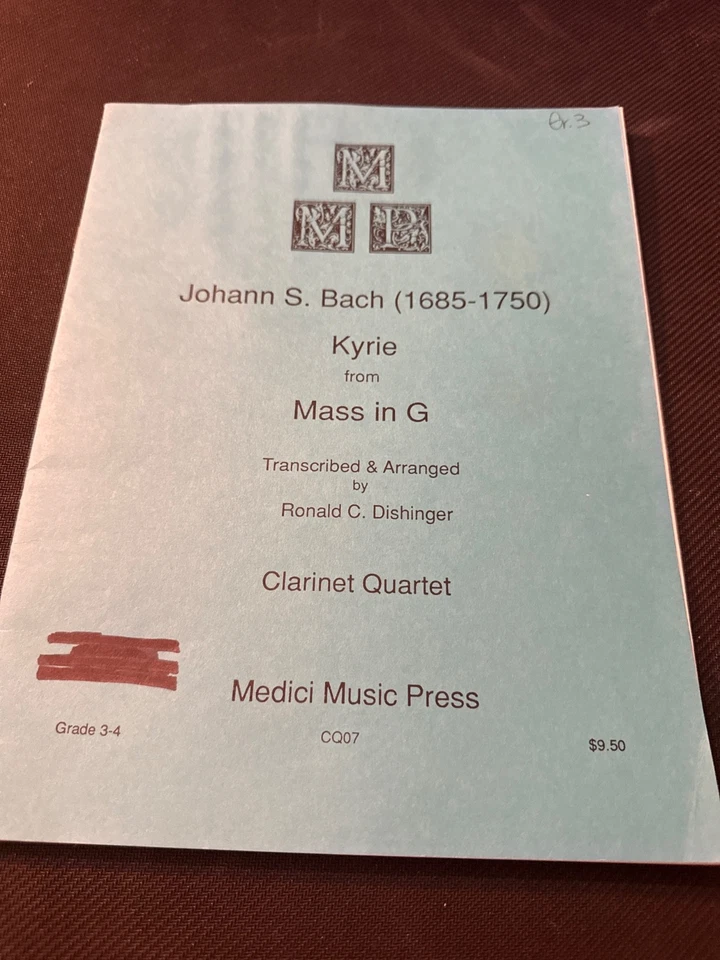 Gr.3
M
M P
Johann S. Bach (1685-1750)
Kyrie
from
Mass in G
Transcribed & Arranged
by
Ronald C. Dishinger
Clarinet Quartet
Medici Music Press
Grade 3-4
CQ07
$9.50